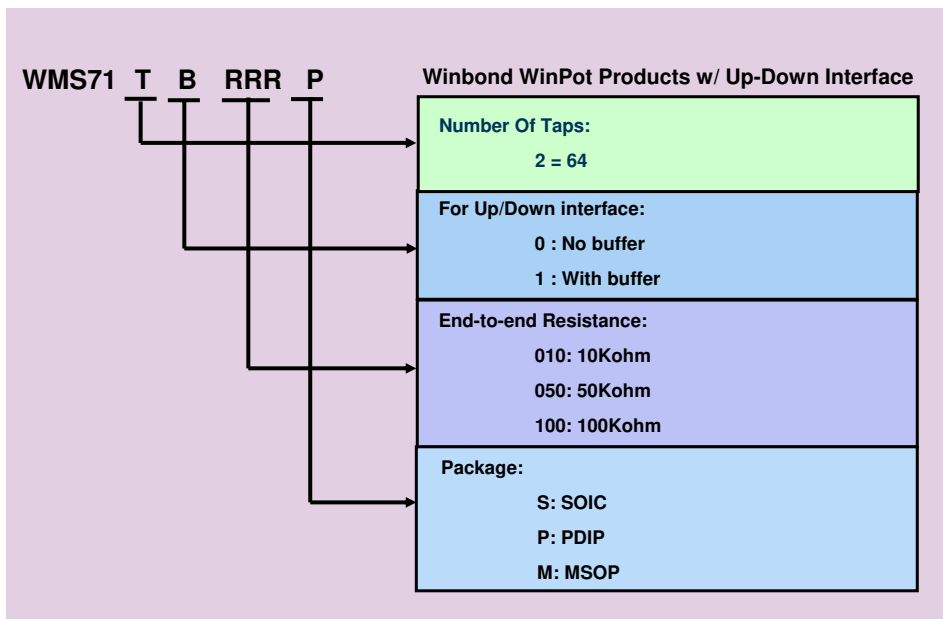 WMS71 T B RRR P
Winbond WinPot Products w/ Up-Down Interface
Number Of Taps:
2 = 64
For Up/Down interface:
0 : No buffer
1 : With buffer
End-to-end Resistance:
010: 10Kohm
050: 50Kohm
100: 100Kohm
Package:
S: SOIC
P: PDIP
M: MSOP